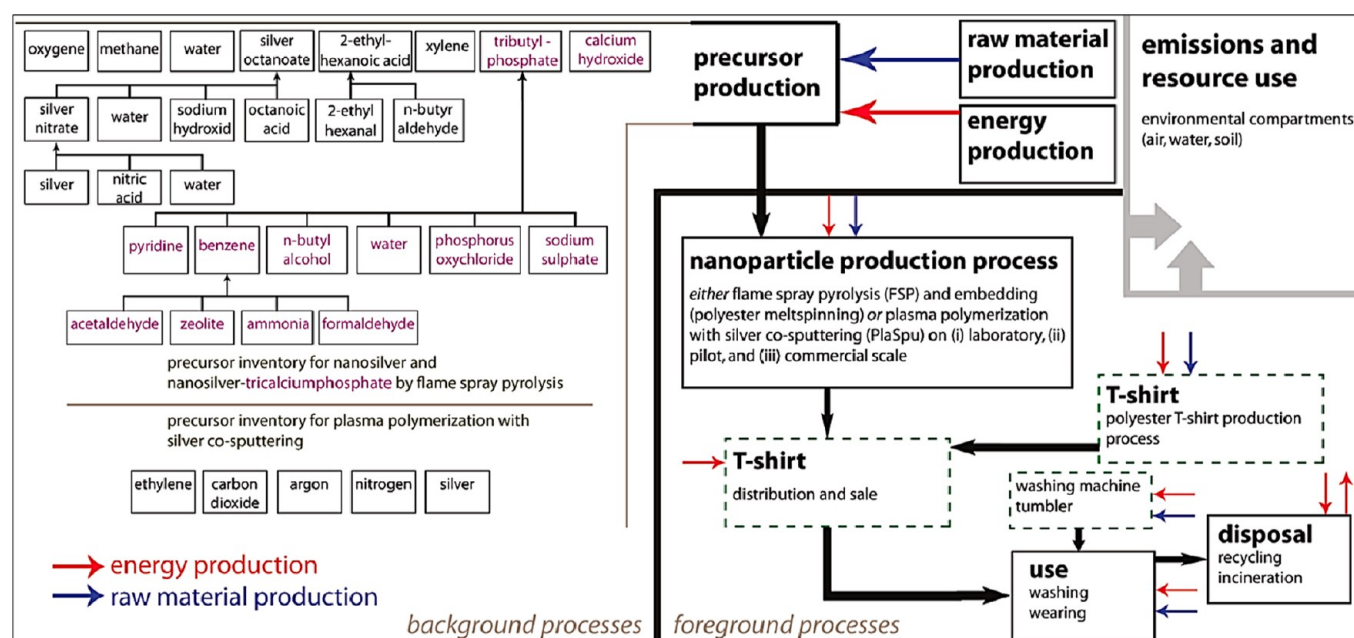 oxygene
methane
water
silver
octanoate
2-ethyl-
hexanoic acid
xylene
tributyl -
phosphate
calcium
hydroxide
silver
nitrate
water
sodium
hydroxid
octanoic
acid
2-ethyl
hexanal
n-butyr
aldehyde
silver
nitric
acid
water
pyridine
benzene
n-butyl
alcohol
water
phosphorus
oxychloride
sodium
sulphate
acetaldehyde
zeolite
ammonia
formaldehyde
precursor inventory for nanosilver and
nanosilver-tricalciumphosphate by flame spray pyrolysis
precursor inventory for plasma polymerization with
silver co-sputtering
ethylene
carbon
dioxide
argon
nitrogen
silver
energy production
raw material production
background processes
precursor
production
raw material
production
energy
production
emissions and
resource use
environmental compartments
(air, water, soil)
nanoparticle production process
either flame spray pyrolysis (FSP) and embedding
(polyester meltspinning) or plasma polymerization
with silver co-sputtering (PlaSpu) on (i) laboratory, (ii)
pilot, and (iii) commercial scale
T-shirt
polyester T-shirt production
process
T-shirt
distribution and sale
washing machine
tumbler
use
washing
wearing
disposal
recycling
incineration
foreground processes